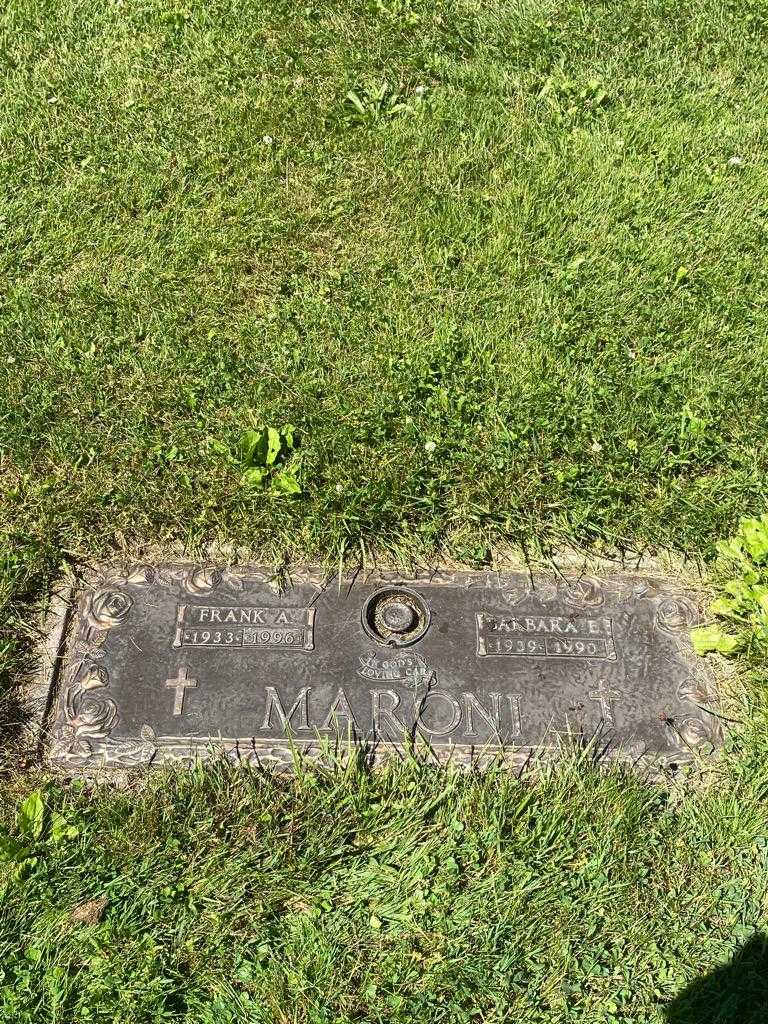 FRANK A.
1933 - 1996
BARBARA E.
1939 - 1990
IN GOD'S
LOVING CARE
MARONI